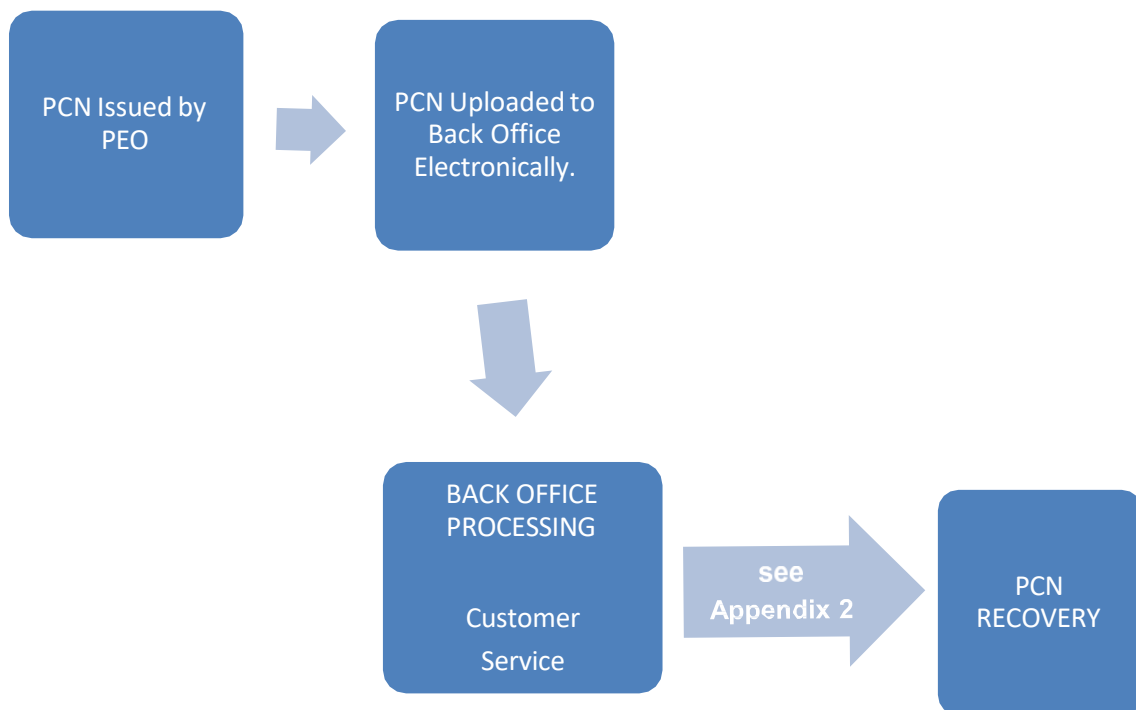 PCN Issued by
PEO
PCN Uploaded to
Back Office
Electronically.
BACK OFFICE
PROCESSING
Customer
Service
see
Appendix 2
PCN
RECOVERY